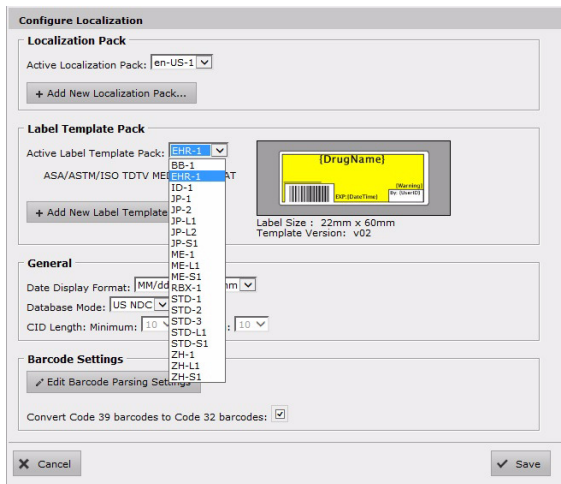 Configure Localization
Localization Pack
Active Localization Pack: en-US-1
+ Add New Localization Pack...
Label Template Pack
Active Label Template Pack: EHR-1
ASA/ASTM/ISO TDTV ME AT
+ Add New Label Template
BB-1
EHR-1
ID-1
JP-1
JP-2
JP-L1
JP-L2
JP-S1
ME-1
ME-L1
ME-S1
RBX-1
STD-1
STD-2
STD-3
STD-L1
STD-S1
ZH-1
ZH-L1
ZH-S1
{DrugName}
{Warning}
EXP:{DateTime}
By: {UserID}
Label Size : 22mm x 60mm
Template Version: v02
General
Date Display Format: MM/dd mm
Database Mode: US NDC
CID Length: Minimum: 10 : 10
Barcode Settings
Edit Barcode Parsing Settings
Convert Code 39 barcodes to Code 32 barcodes:
Cancel
Save